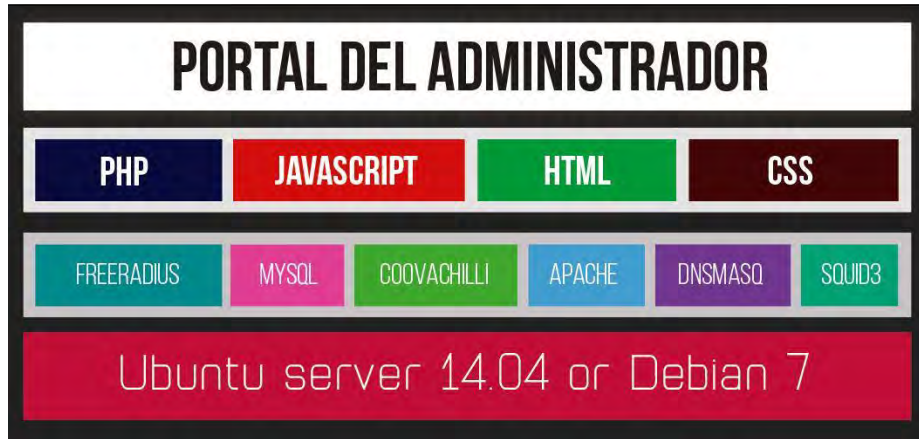 PORTAL DEL ADMINISTRADOR
PHP JAVASCRIPT HTML CSS
FREERADIUS MYSQL COOVACHILLI APACHE DNSMASQ SQUID3
Ubuntu server 14.04 or Debian 7